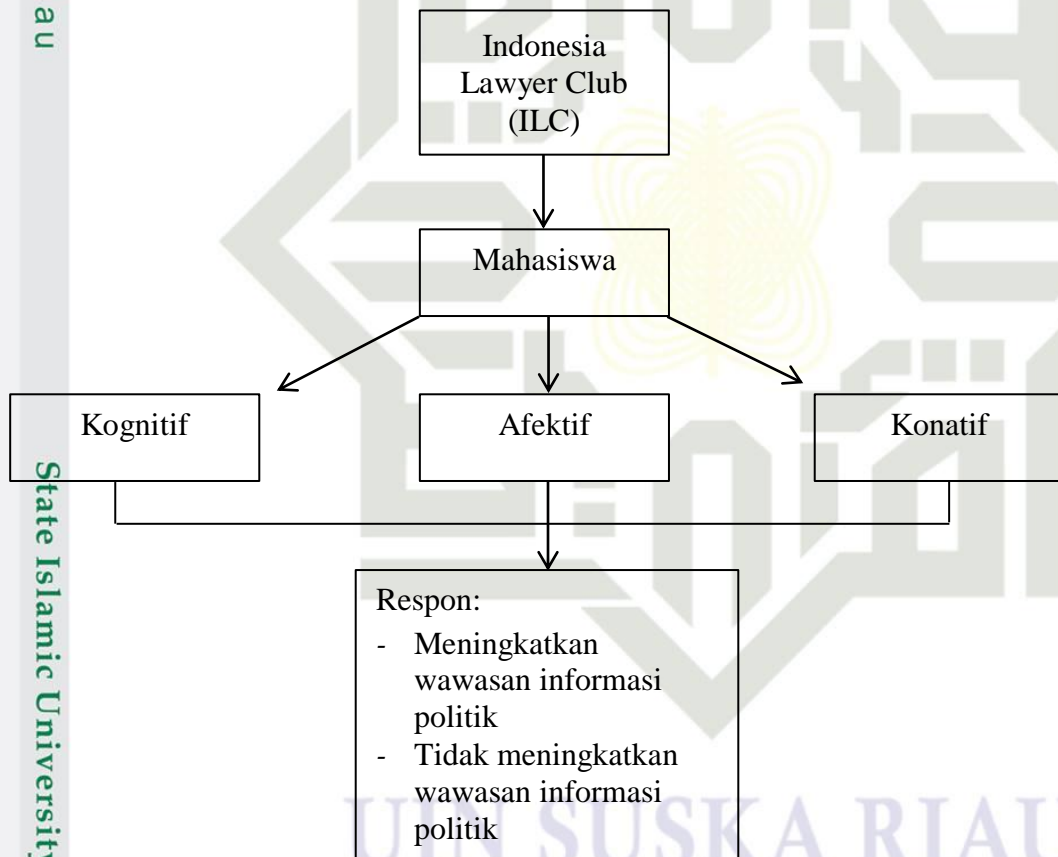 au
Indonesia
Lawyer Club
(ILC)
Mahasiswa
Kognitif
Afektif
Konatif
State Islamic University
Respon:
- Meningkatkan
wawasan informasi
politik
- Tidak meningkatkan
wawasan informasi
politik
UIN SUSKA RIAU